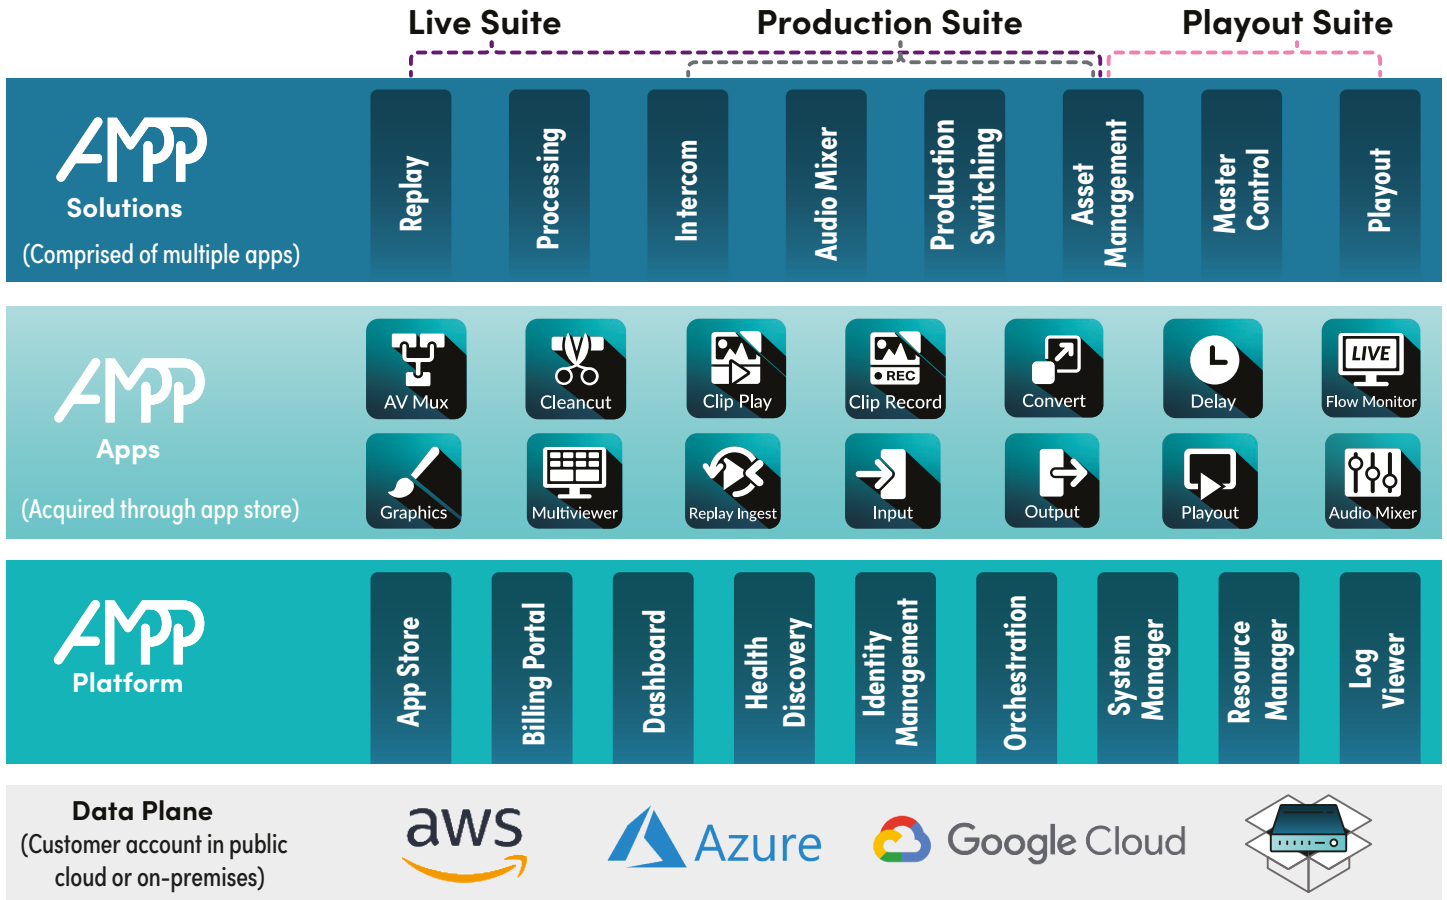 Live Suite
Production Suite
Playout Suite
AMPP
Solutions
(Comprised of multiple apps)
Replay
Processing
Intercom
Audio Mixer
Production
Switching
Asset
Management
Master
Control
Playout
AMPP
Apps
(Acquired through app store)
AV Mux
Cleancut
Clip Play
REC
Clip Record
Convert
Delay
LIVE
Flow Monitor
Graphics
Multiviewer
Replay Ingest
Input
Output
Playout
Audio Mixer
AMPP
Platform
App Store
Billing Portal
Dashboard
Health
Discovery
Identity
Management
Orchestration
System
Manager
Resource
Manager
Log
Viewer
Data Plane
(Customer account in public
cloud or on-premises)
aws
Azure
Google Cloud